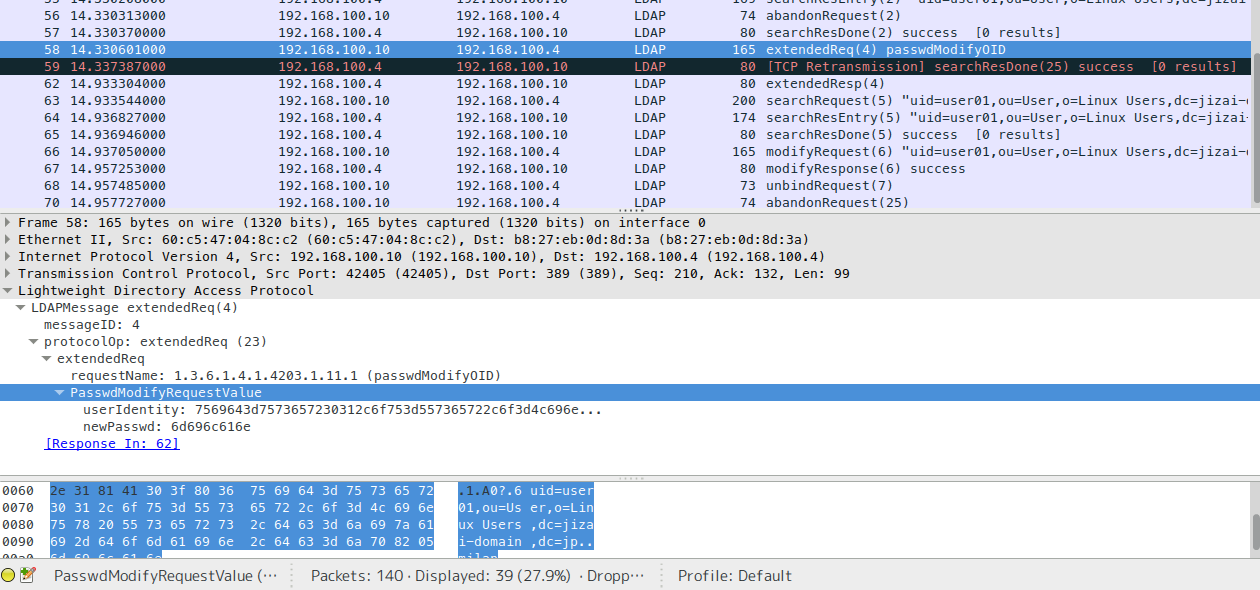 56 14.330313000 192.168.100.10 192.168.100.4 LDAP 74 abandonRequest(2)
57 14.330370000 192.168.100.4 192.168.100.10 LDAP 80 searchResDone(2) success [0 results]
58 14.330601000 192.168.100.10 192.168.100.4 LDAP 165 extendedReq(4) passwdModifyOID
59 14.337387000 192.168.100.4 192.168.100.10 LDAP 80 [TCP Retransmission] searchResDone(25) success [0 results]
62 14.933304000 192.168.100.4 192.168.100.10 LDAP 80 extendedResp(4)
63 14.933544000 192.168.100.10 192.168.100.4 LDAP 200 searchRequest(5) "uid=user01,ou=User,o=Linux Users,dc=jizai-
64 14.936827000 192.168.100.4 192.168.100.10 LDAP 174 searchResEntry(5) "uid=user01,ou=User,o=Linux Users,dc=jizai-
65 14.936946000 192.168.100.4 192.168.100.10 LDAP 80 searchResDone(5) success [0 results]
66 14.937050000 192.168.100.10 192.168.100.4 LDAP 165 modifyRequest(6) "uid=user01,ou=User,o=Linux Users,dc=jizai-
67 14.957253000 192.168.100.4 192.168.100.10 LDAP 80 modifyResponse(6) success
68 14.957485000 192.168.100.10 192.168.100.4 LDAP 73 unbindRequest(7)
70 14.957727000 192.168.100.10 192.168.100.4 LDAP 74 abandonRequest(25)
Frame 58: 165 bytes on wire (1320 bits), 165 bytes captured (1320 bits) on interface 0
Ethernet II, Src: 60:c5:47:04:8c:c2 (60:c5:47:04:8c:c2), Dst: b8:27:eb:0d:8d:3a (b8:27:eb:0d:8d:3a)
Internet Protocol Version 4, Src: 192.168.100.10 (192.168.100.10), Dst: 192.168.100.4 (192.168.100.4)
Transmission Control Protocol, Src Port: 42405 (42405), Dst Port: 389 (389), Seq: 210, Ack: 132, Len: 99
Lightweight Directory Access Protocol
LDAPMessage extendedReq(4)
messageID: 4
protocolOp: extendedReq (23)
extendedReq
requestName: 1.3.6.1.4.1.4203.1.11.1 (passwdModifyOID)
PasswdModifyRequestValue
userIdentity: 7569643d7573657230312c6f753d557365722c6f3d4c696e...
newPasswd: 6d696c616e
[Response In: 62]
0060 2e 31 81 41 30 3f 80 36 75 69 64 3d 75 73 65 72 .1.A0?.6 uid=user
0070 30 31 2c 6f 75 3d 55 73 65 72 2c 6f 3d 4c 69 6e 01,ou=Us er,o=Lin
0080 75 78 20 55 73 65 72 73 2c 64 63 3d 6a 69 7a 61 ux Users ,dc=jiza
0090 69 2d 64 6f 6d 61 69 6e 2c 64 63 3d 6a 70 82 05 i-domain ,dc=jp..
00a0 6d 69 6c 61 6e milan
PasswdModifyRequestValue (··· Packets: 140 · Displayed: 39 (27.9%) · Dropp··· Profile: Default